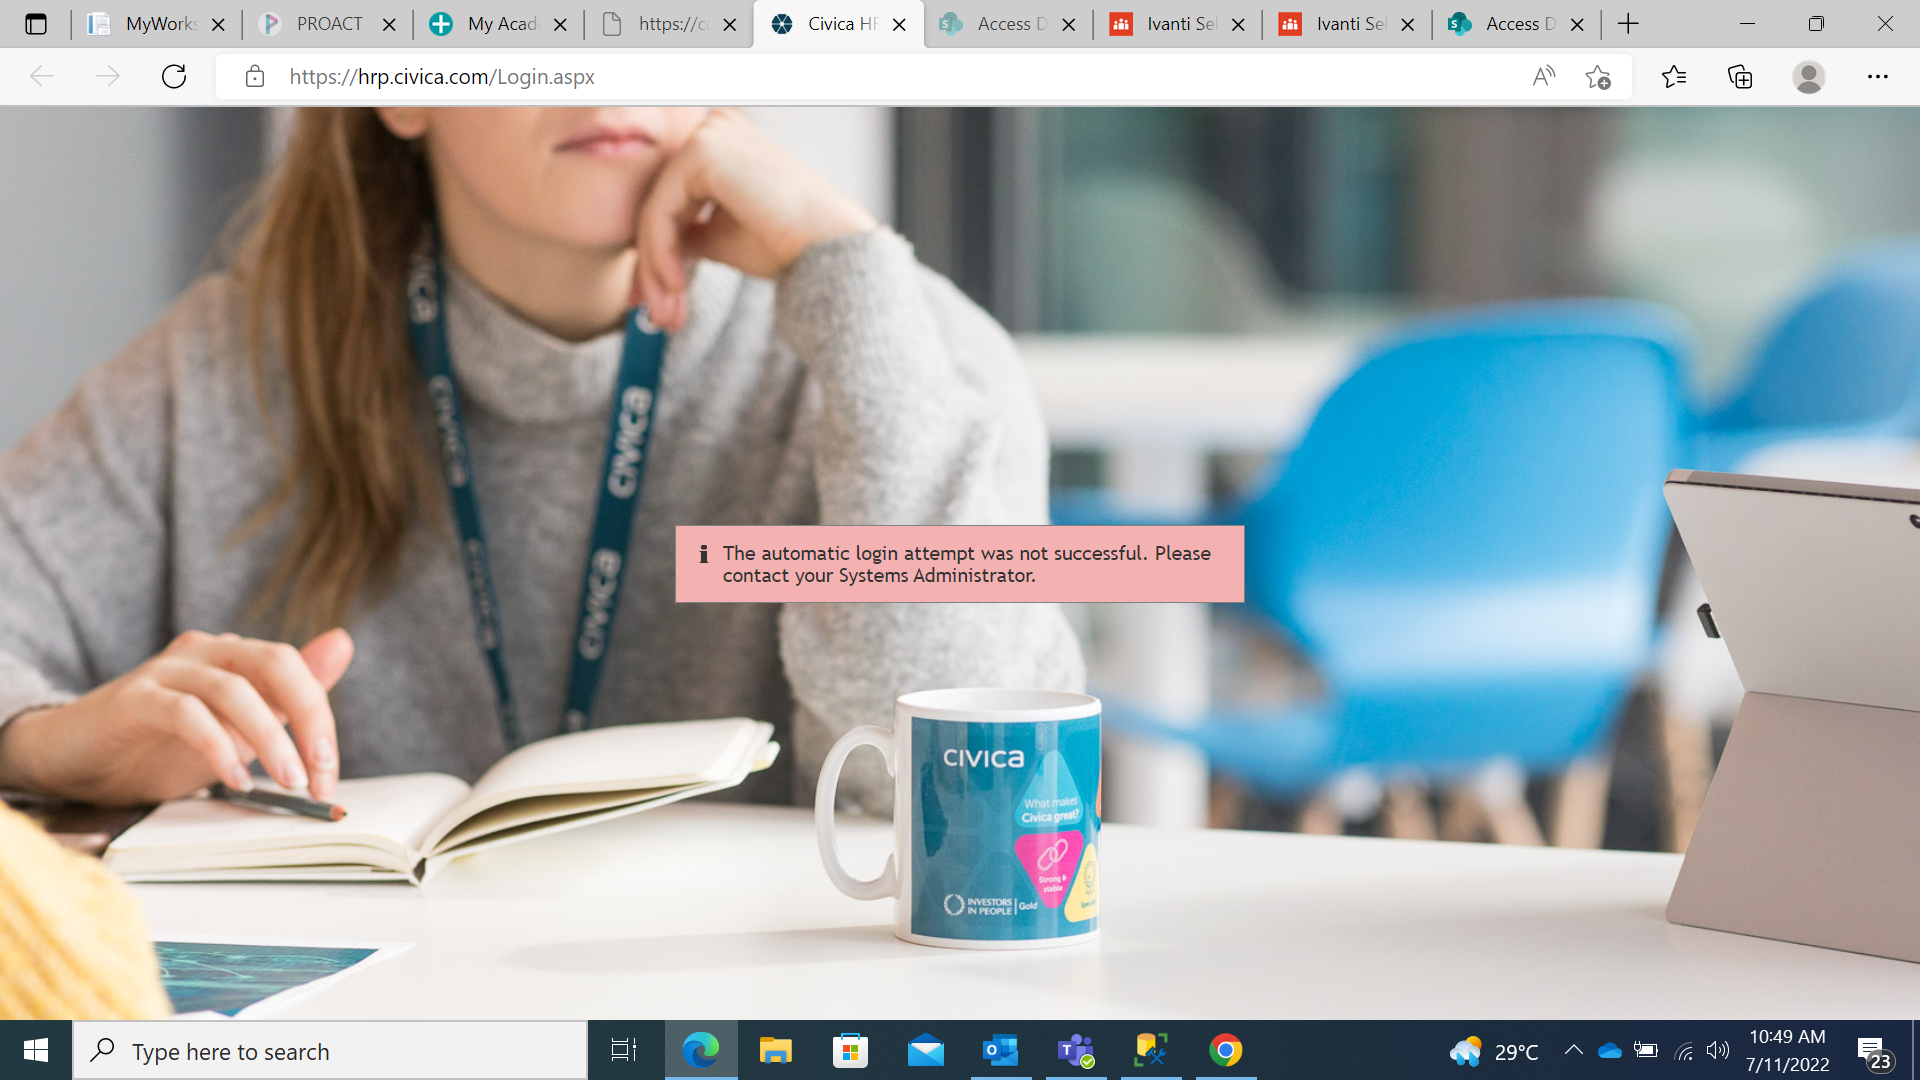 MyWorks
PROACT
My Acad
https://co
Civica HR
Access D
Ivanti Sel
Ivanti Sel
Access D
https://hrp.civica.com/Login.aspx
CIVICA
CIVICA
The automatic login attempt was not successful. Please
contact your Systems Administrator.
CIVICA
What makes
Civica great?
Strong &
stable
INVESTORS
IN PEOPLE | Gold
Type here to search
29°C
10:49 AM
7/11/2022
23